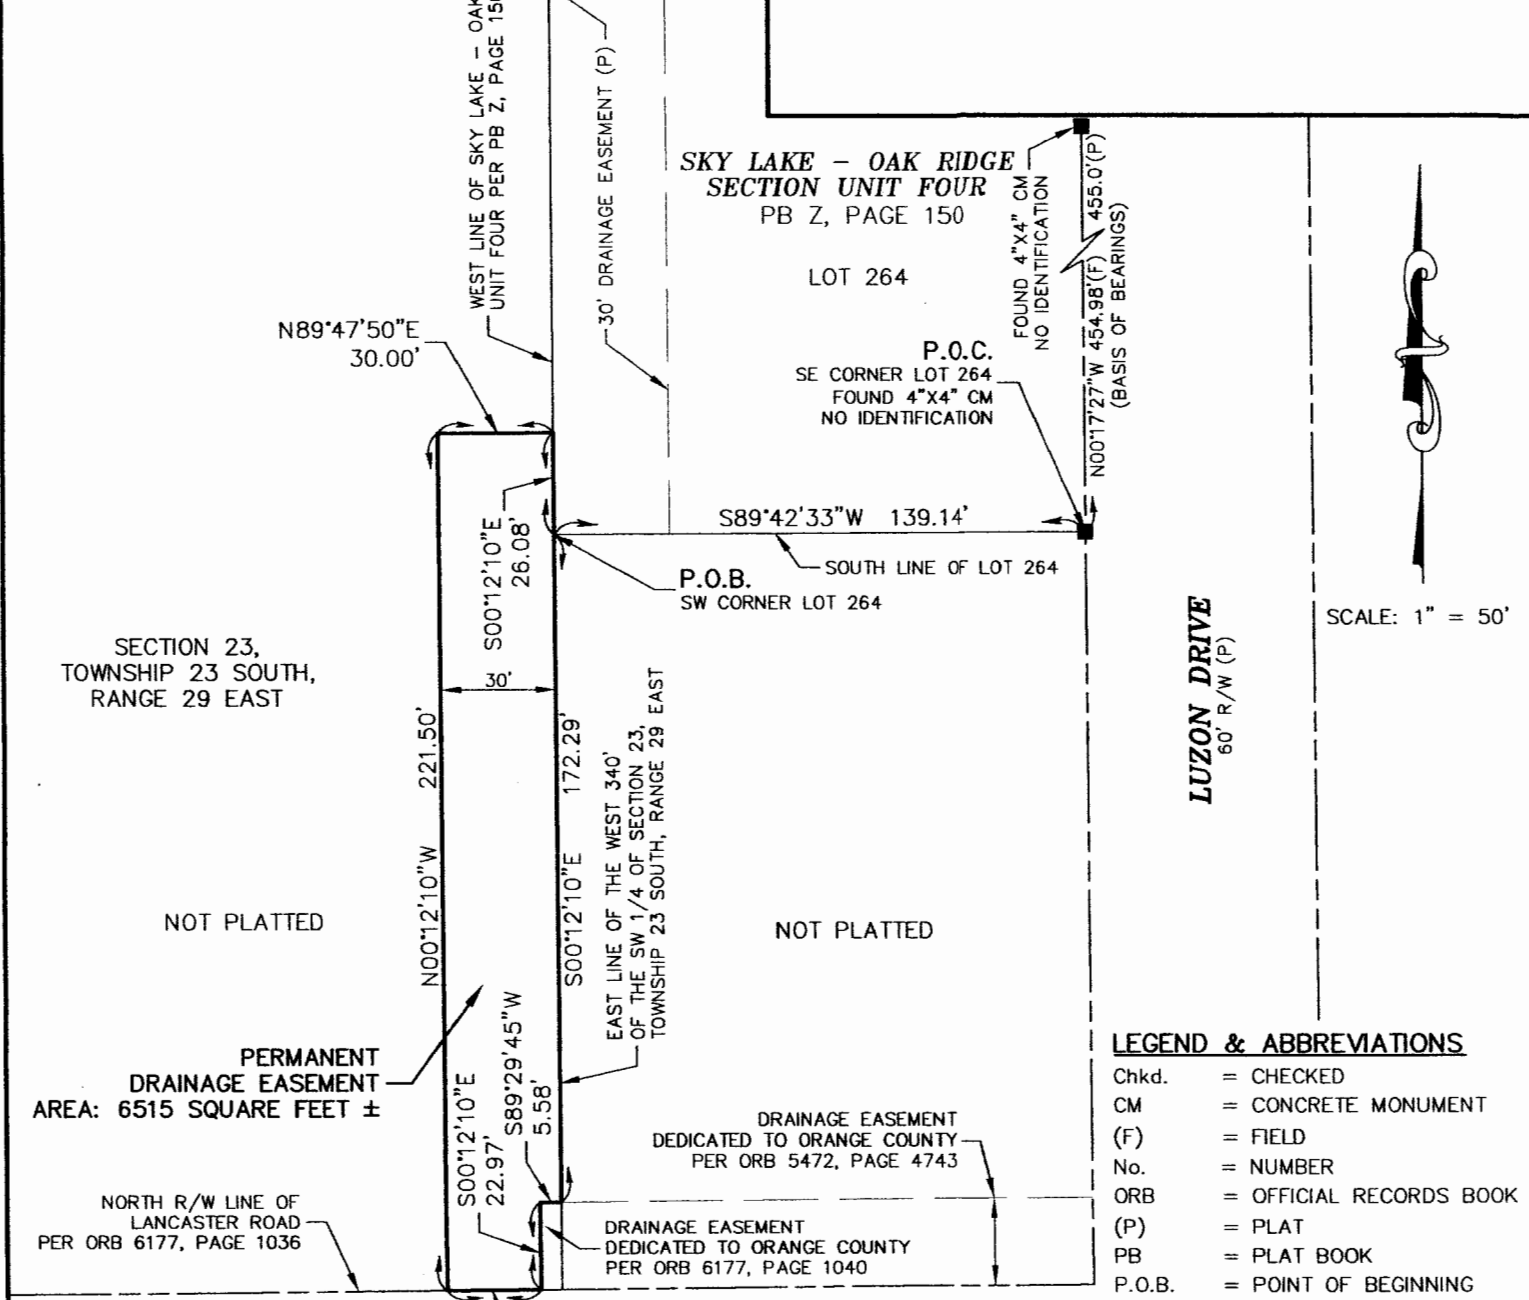 WEST LINE OF SKY LAKE – OAK
UNIT FOUR PER PB Z, PAGE 150
30' DRAINAGE EASEMENT (P)
SKY LAKE – OAK RIDGE
SECTION UNIT FOUR
PB Z, PAGE 150
LOT 264
FOUND 4"X4" CM
NO IDENTIFICATION
N00°17'27"W 454.98'(F) 455.0'(P)
(BASIS OF BEARINGS)
N89°47'50"E
30.00'
P.O.C.
SE CORNER LOT 264
FOUND 4"X4" CM
NO IDENTIFICATION
S00°12'10"E
26.08'
S89°42'33"W 139.14'
SOUTH LINE OF LOT 264
P.O.B.
SW CORNER LOT 264
SCALE: 1" = 50'
LUZON DRIVE
60' R/W (P)
SECTION 23,
TOWNSHIP 23 SOUTH,
RANGE 29 EAST
30'
N00°12'10"W 221.50'
S00°12'10"E 172.29'
EAST LINE OF THE WEST 340'
OF THE SW 1/4 OF SECTION 23,
TOWNSHIP 23 SOUTH, RANGE 29 EAST
NOT PLATTED
NOT PLATTED
PERMANENT
DRAINAGE EASEMENT
AREA: 6515 SQUARE FEET ±
S00°12'10"E
22.97'
S89°29'45"W
5.58'
DRAINAGE EASEMENT
DEDICATED TO ORANGE COUNTY
PER ORB 5472, PAGE 4743
NORTH R/W LINE OF
LANCASTER ROAD
PER ORB 6177, PAGE 1036
DRAINAGE EASEMENT
DEDICATED TO ORANGE COUNTY
PER ORB 6177, PAGE 1040
LEGEND & ABBREVIATIONS
Chkd. = CHECKED
CM = CONCRETE MONUMENT
(F) = FIELD
No. = NUMBER
ORB = OFFICIAL RECORDS BOOK
(P) = PLAT
PB = PLAT BOOK
P.O.B. = POINT OF BEGINNING